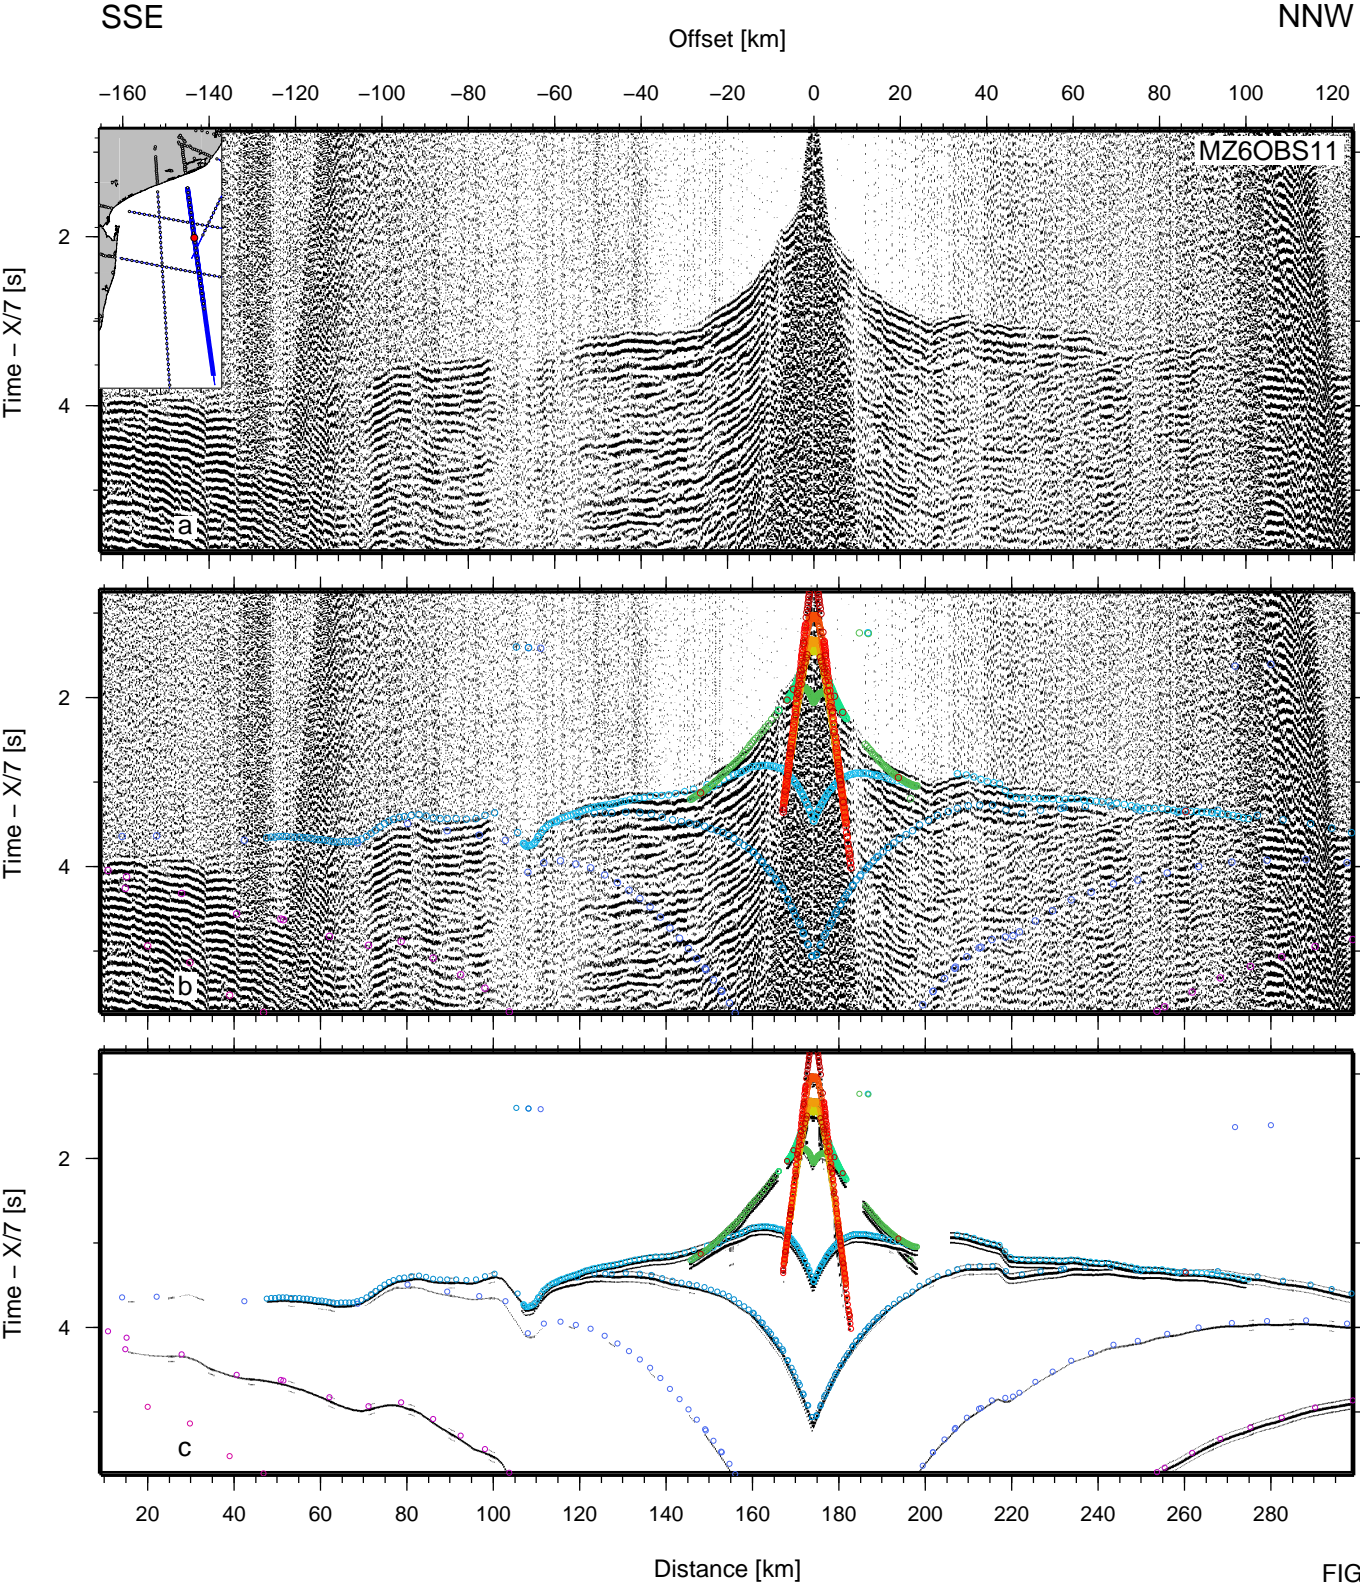 SSE NNW
Offset [km]
−160 −140 −120 −100 −80 −60 −40 −20 0 20 40 60 80 100 120
MZ6OBS11
2
4
Time − X/7 [s]
a
2
4
Time − X/7 [s]
b
2
4
Time − X/7 [s]
c
20 40 60 80 100 120 140 160 180 200 220 240 260 280
Distance [km]
FIG